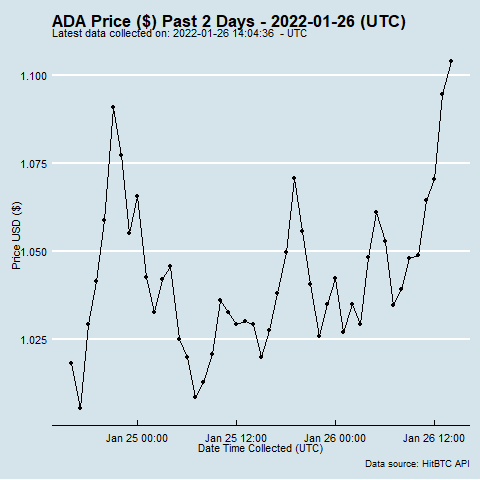 ADA Price ($) Past 2 Days - 2022-01-26 (UTC)
Latest data collected on: 2022-01-26 14:04:36 - UTC
1.100
1.075
1.050
1.025
Price USD ($)
Jan 25 00:00 Jan 25 12:00 Jan 26 00:00 Jan 26 12:00
Date Time Collected (UTC)
Data source: HitBTC API